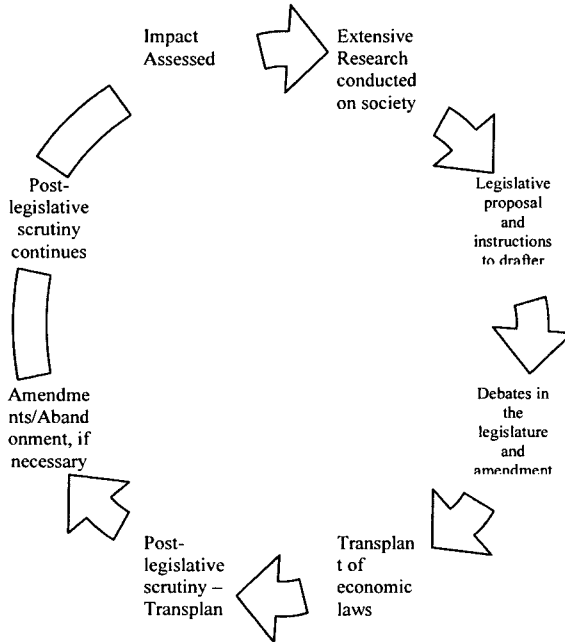 Impact
Assessed
Extensive
Research
conducted
on society
Legislative
proposal
and
instructions
to drafter
Debates in
the
legislature
and
amendment
Transplan
t of
economic
laws
Post-
legislative
scrutiny –
Transplan
Amendme
nts/Aband
onment, if
necessary
Post-
legislative
scrutiny
continues